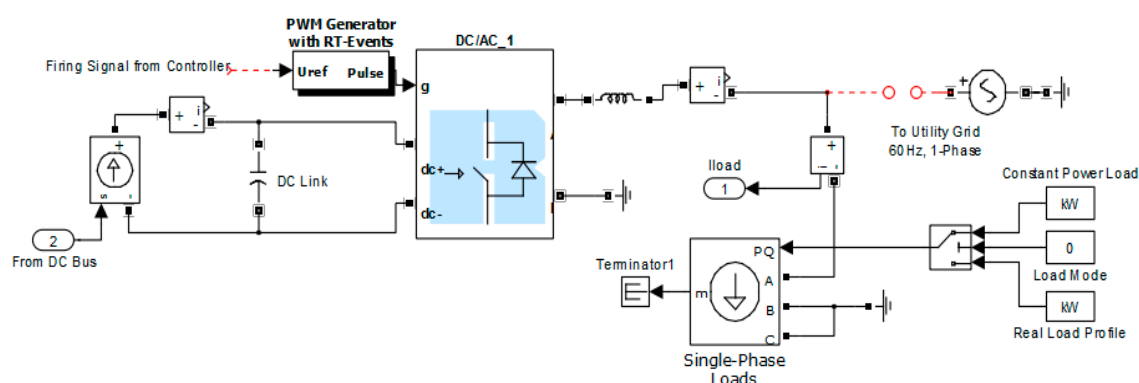 PWM Generator
with RT-Events
DC/AC_1
Firing Signal from Controller
Uref Pulse
g
+ i
-
+ i
-
+
To Utility Grid
60Hz, 1-Phase
+
s
-
DC Link
dc+
dc-
+
i -
Iload
1
Constant Power Load
kW
2
From DC Bus
0
Load Mode
Terminator1
PQ
m
A
B
C
kW
Real Load Profile
Single-Phase
Loads